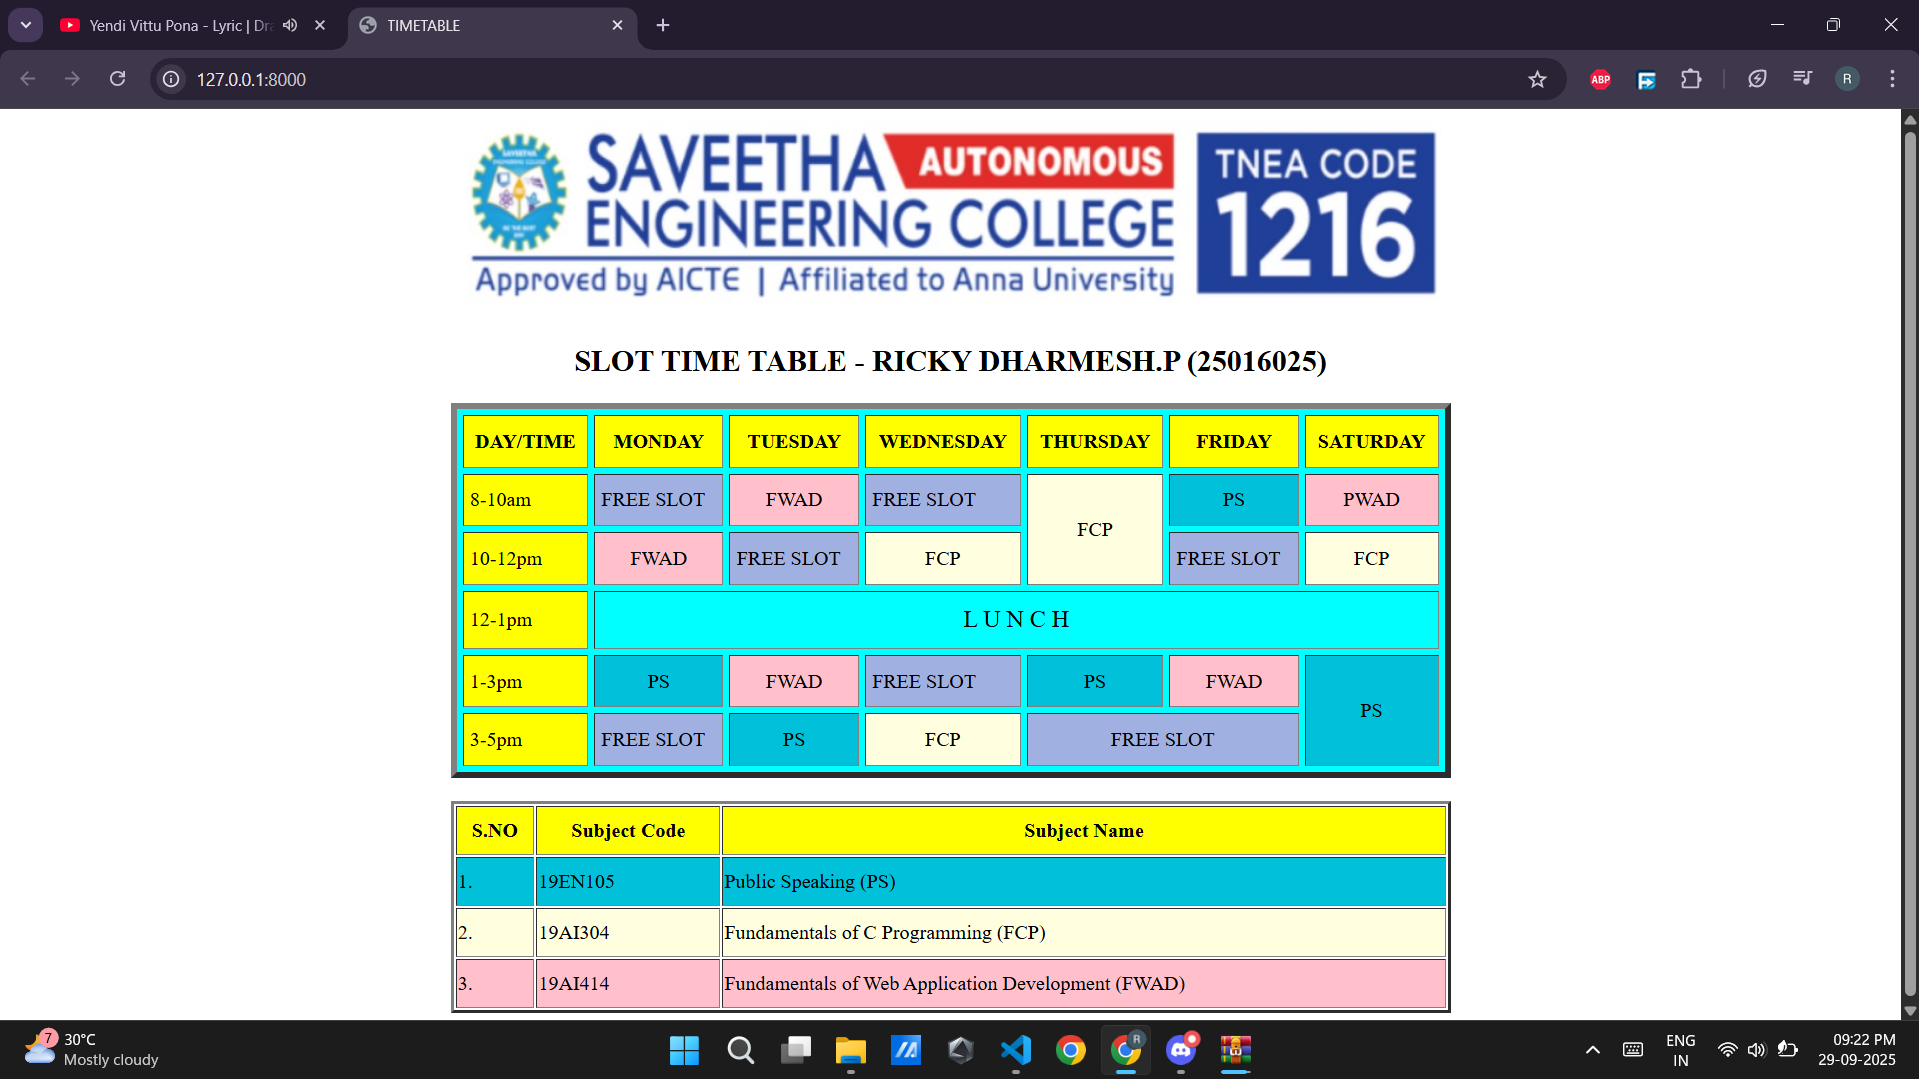 Yendi Vittu Pona - Lyric | Dra
TIMETABLE
127.0.0.1:8000
ABP
R
SAVEETHA AUTONOMOUS
ENGINEERING COLLEGE
Approved by AICTE | Affiliated to Anna University
TNEA CODE
1216
SLOT TIME TABLE - RICKY DHARMESH.P (25016025)
DAY/TIME MONDAY TUESDAY WEDNESDAY THURSDAY FRIDAY SATURDAY
8-10am FREE SLOT FWAD FREE SLOT FCP PS PWAD
10-12pm FWAD FREE SLOT FCP FREE SLOT FCP
12-1pm L U N C H
1-3pm PS FWAD FREE SLOT PS FWAD PS
3-5pm FREE SLOT PS FCP FREE SLOT
S.NO Subject Code Subject Name
1. 19EN105 Public Speaking (PS)
2. 19AI304 Fundamentals of C Programming (FCP)
3. 19AI414 Fundamentals of Web Application Development (FWAD)
7
30°C
Mostly cloudy
R
ENG
IN
09:22 PM
29-09-2025